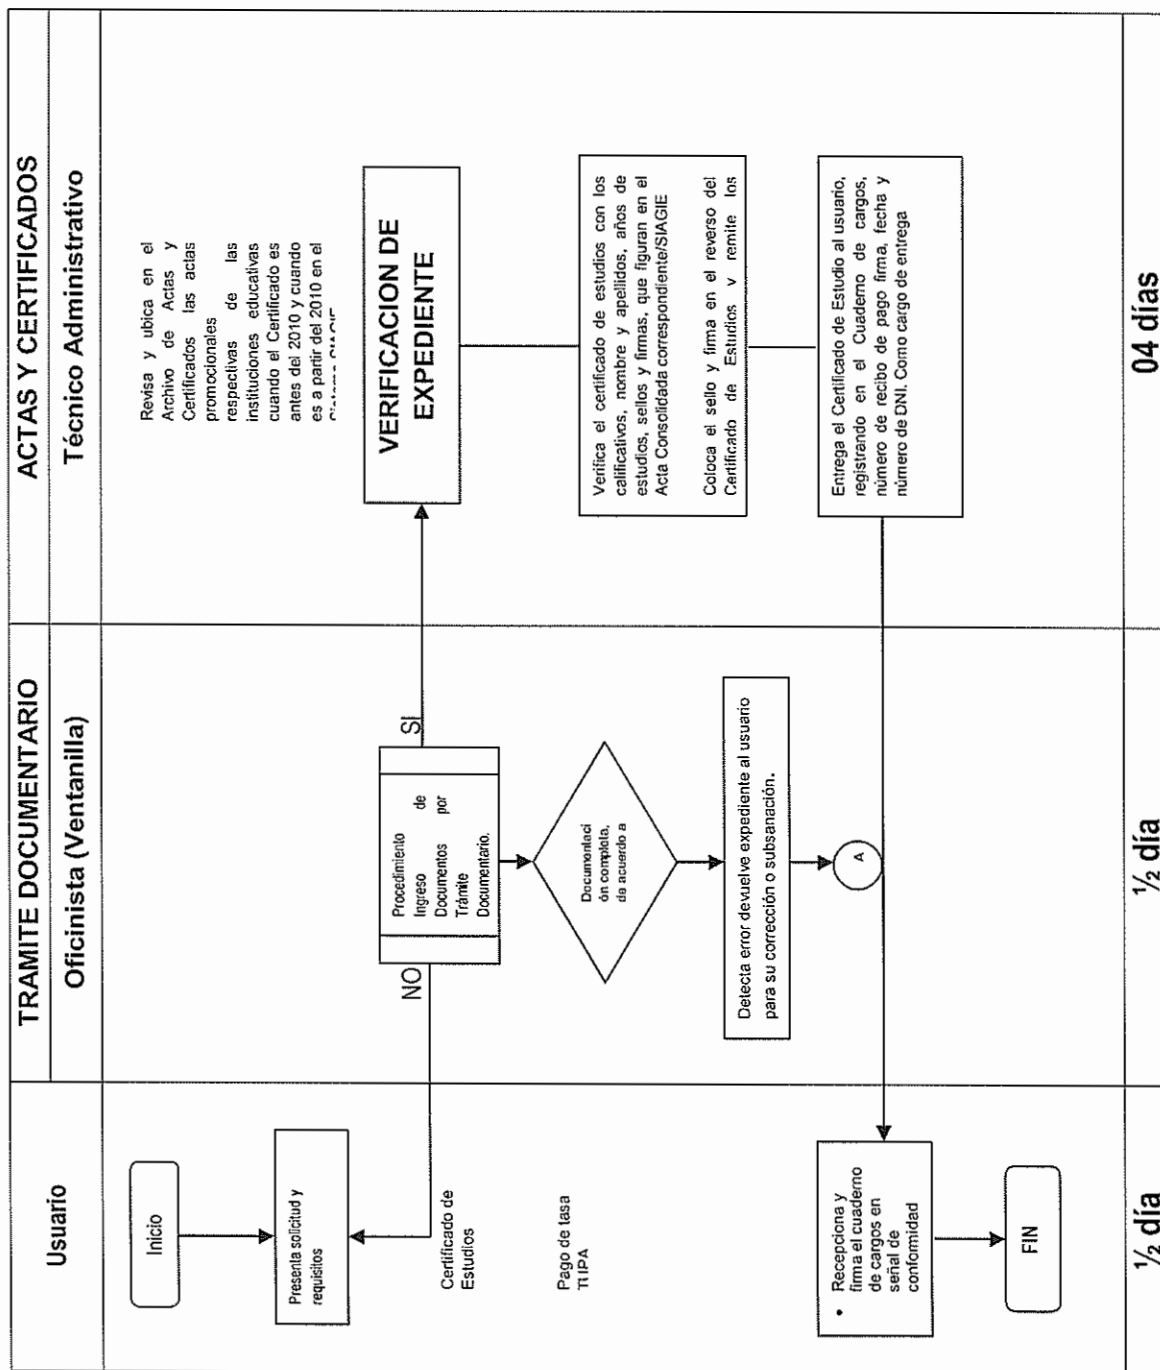 Usuario
TRAMITE DOCUMENTARIO
Oficinista (Ventanilla)
ACTAS Y CERTIFICADOS
Técnico Administrativo
Inicio
Presenta solicitud y
requisitos
Certificado de
Estudios
Pago de tasa
• Recepciona y
firma el cuaderno
de cargos en
señal de
conformidad
FIN
NO
SI
Procedimiento
Ingreso de
Documentos por
Trámite
Documentario.
Documentaci
ón completa,
de acuerdo a
Detecta error devuelve expediente al usuario
para su corrección o subsanación.
A
Revisa y ubica en el
Archivo de Actas y
Certificados las actas
promocionales
respectivas de las
instituciones educativas
cuando el Certificado es
antes del 2010 y cuando
es a partir del 2010 en el
VERIFICACION DE
EXPEDIENTE
Verifica el certificado de estudios con los
calificativos, nombre y apellidos, años de
estudios, sellos y firmas, que figuran en el
Acta Consolidada correspondiente/SIAGIE
Coloca el sello y firma en el reverso del
Certificado de Estudios y remite los
Entrega el Certificado de Estudio al usuario,
registrando en el Cuaderno de cargos,
número de recibo de pago firma, fecha y
número de DNI. Como cargo de entrega
½ día
½ día
04 días